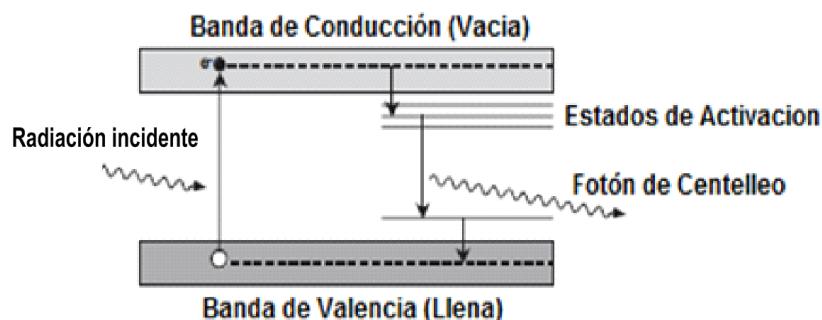 Banda de Conducción (Vacia)
e-
Estados de Activacion
Radiación incidente
Fotón de Centelleo
Banda de Valencia (Llena)